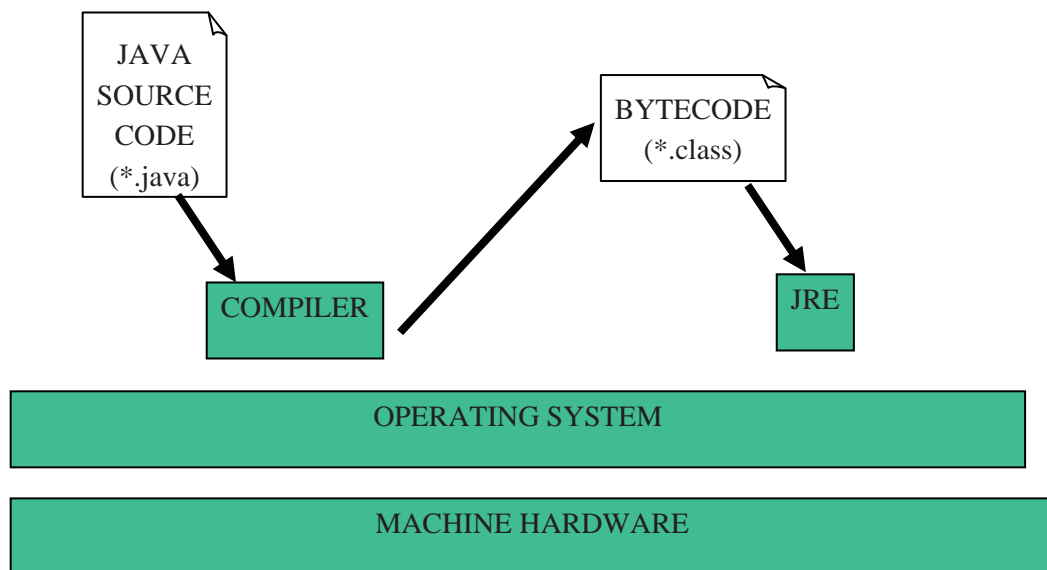 JAVA
SOURCE
CODE
(*.java)
BYTECODE
(*.class)
COMPILER
JRE
OPERATING SYSTEM
MACHINE HARDWARE